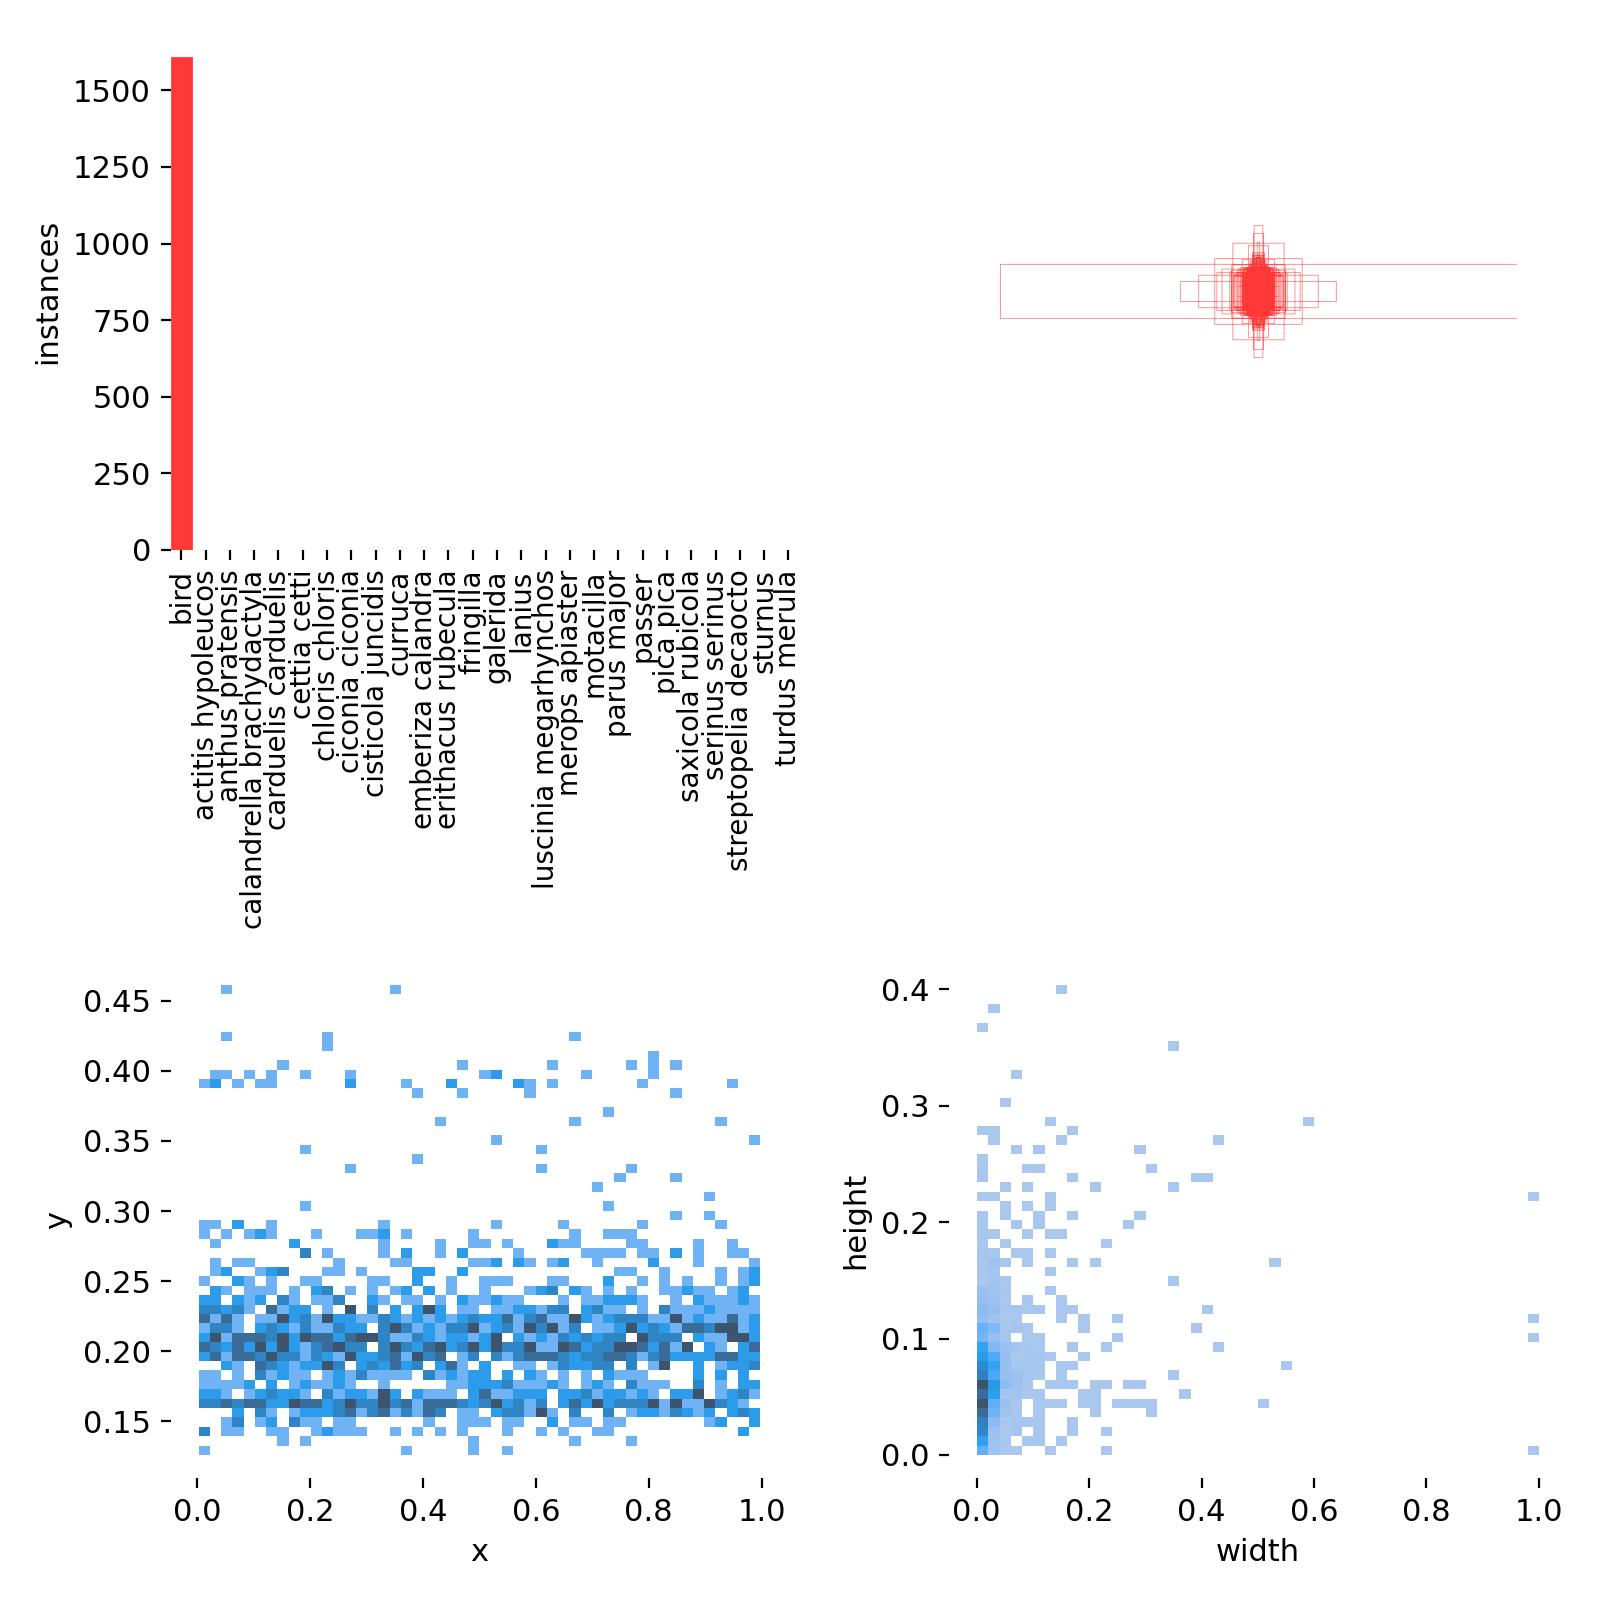 instances
1500
1250
1000
750
500
250
0
bird
actitis hypoleucos
anthus pratensis
calandrella brachydactyla
carduelis carduelis
cettia cetti
chloris chloris
ciconia ciconia
cisticola juncidis
curruca
emberiza calandra
erithacus rubecula
fringilla
galerida
lanius
luscinia megarhynchos
merops apiaster
motacilla
parus major
passer
pica pica
saxicola rubicola
serinus serinus
streptopelia decaocto
sturnus
turdus merula
y
0.45
0.40
0.35
0.30
0.25
0.20
0.15
0.0 0.2 0.4 0.6 0.8 1.0
x
height
0.4
0.3
0.2
0.1
0.0
0.0 0.2 0.4 0.6 0.8 1.0
width